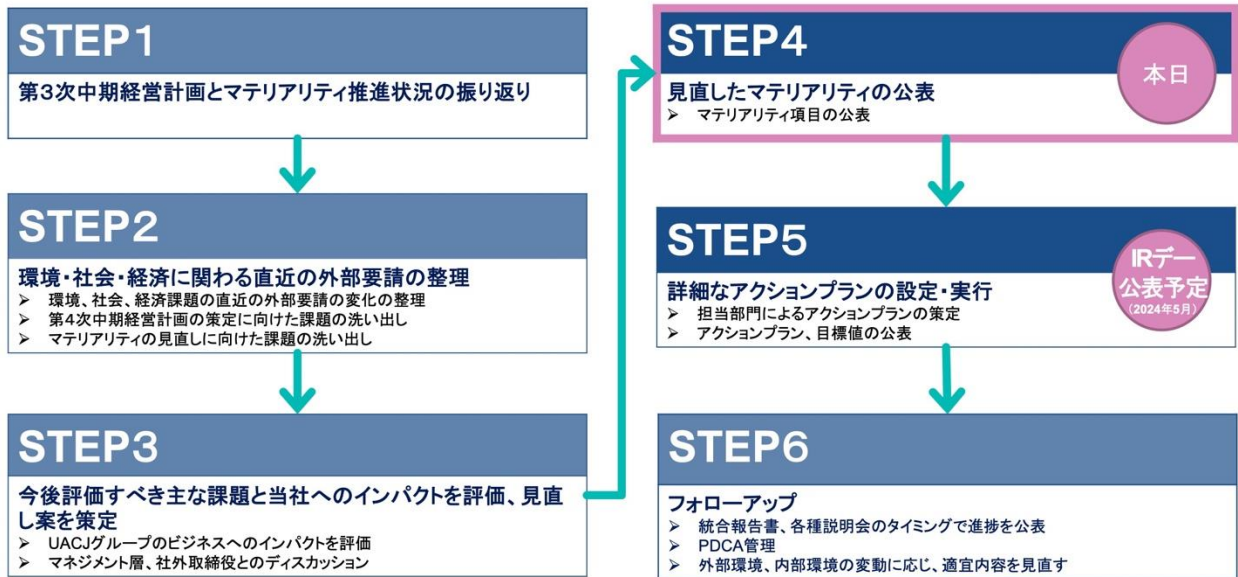 STEP1
第3次中期経営計画とマテリアリティ推進状況の振り返り
STEP2
環境・社会・経済に関わる直近の外部要請の整理
➢ 環境、社会、経済課題の直近の外部要請の変化の整理
➢ 第4次中期経営計画の策定に向けた課題の洗い出し
➢ マテリアリティの見直しに向けた課題の洗い出し
STEP3
今後評価すべき主な課題と当社へのインパクトを評価、見直
し案を策定
➢ UACJグループのビジネスへのインパクトを評価
➢ マネジメント層、社外取締役とのディスカッション
STEP4
見直したマテリアリティの公表
➢ マテリアリティ項目の公表
本日
STEP5
詳細なアクションプランの設定・実行
➢ 担当部門によるアクションプランの策定
➢ アクションプラン、目標値の公表
IRデー
公表予定
(2024年5月)
STEP6
フォローアップ
➢ 統合報告書、各種説明会のタイミングで進捗を公表
➢ PDCA管理
➢ 外部環境、内部環境の変動に応じ、適宜内容を見直す